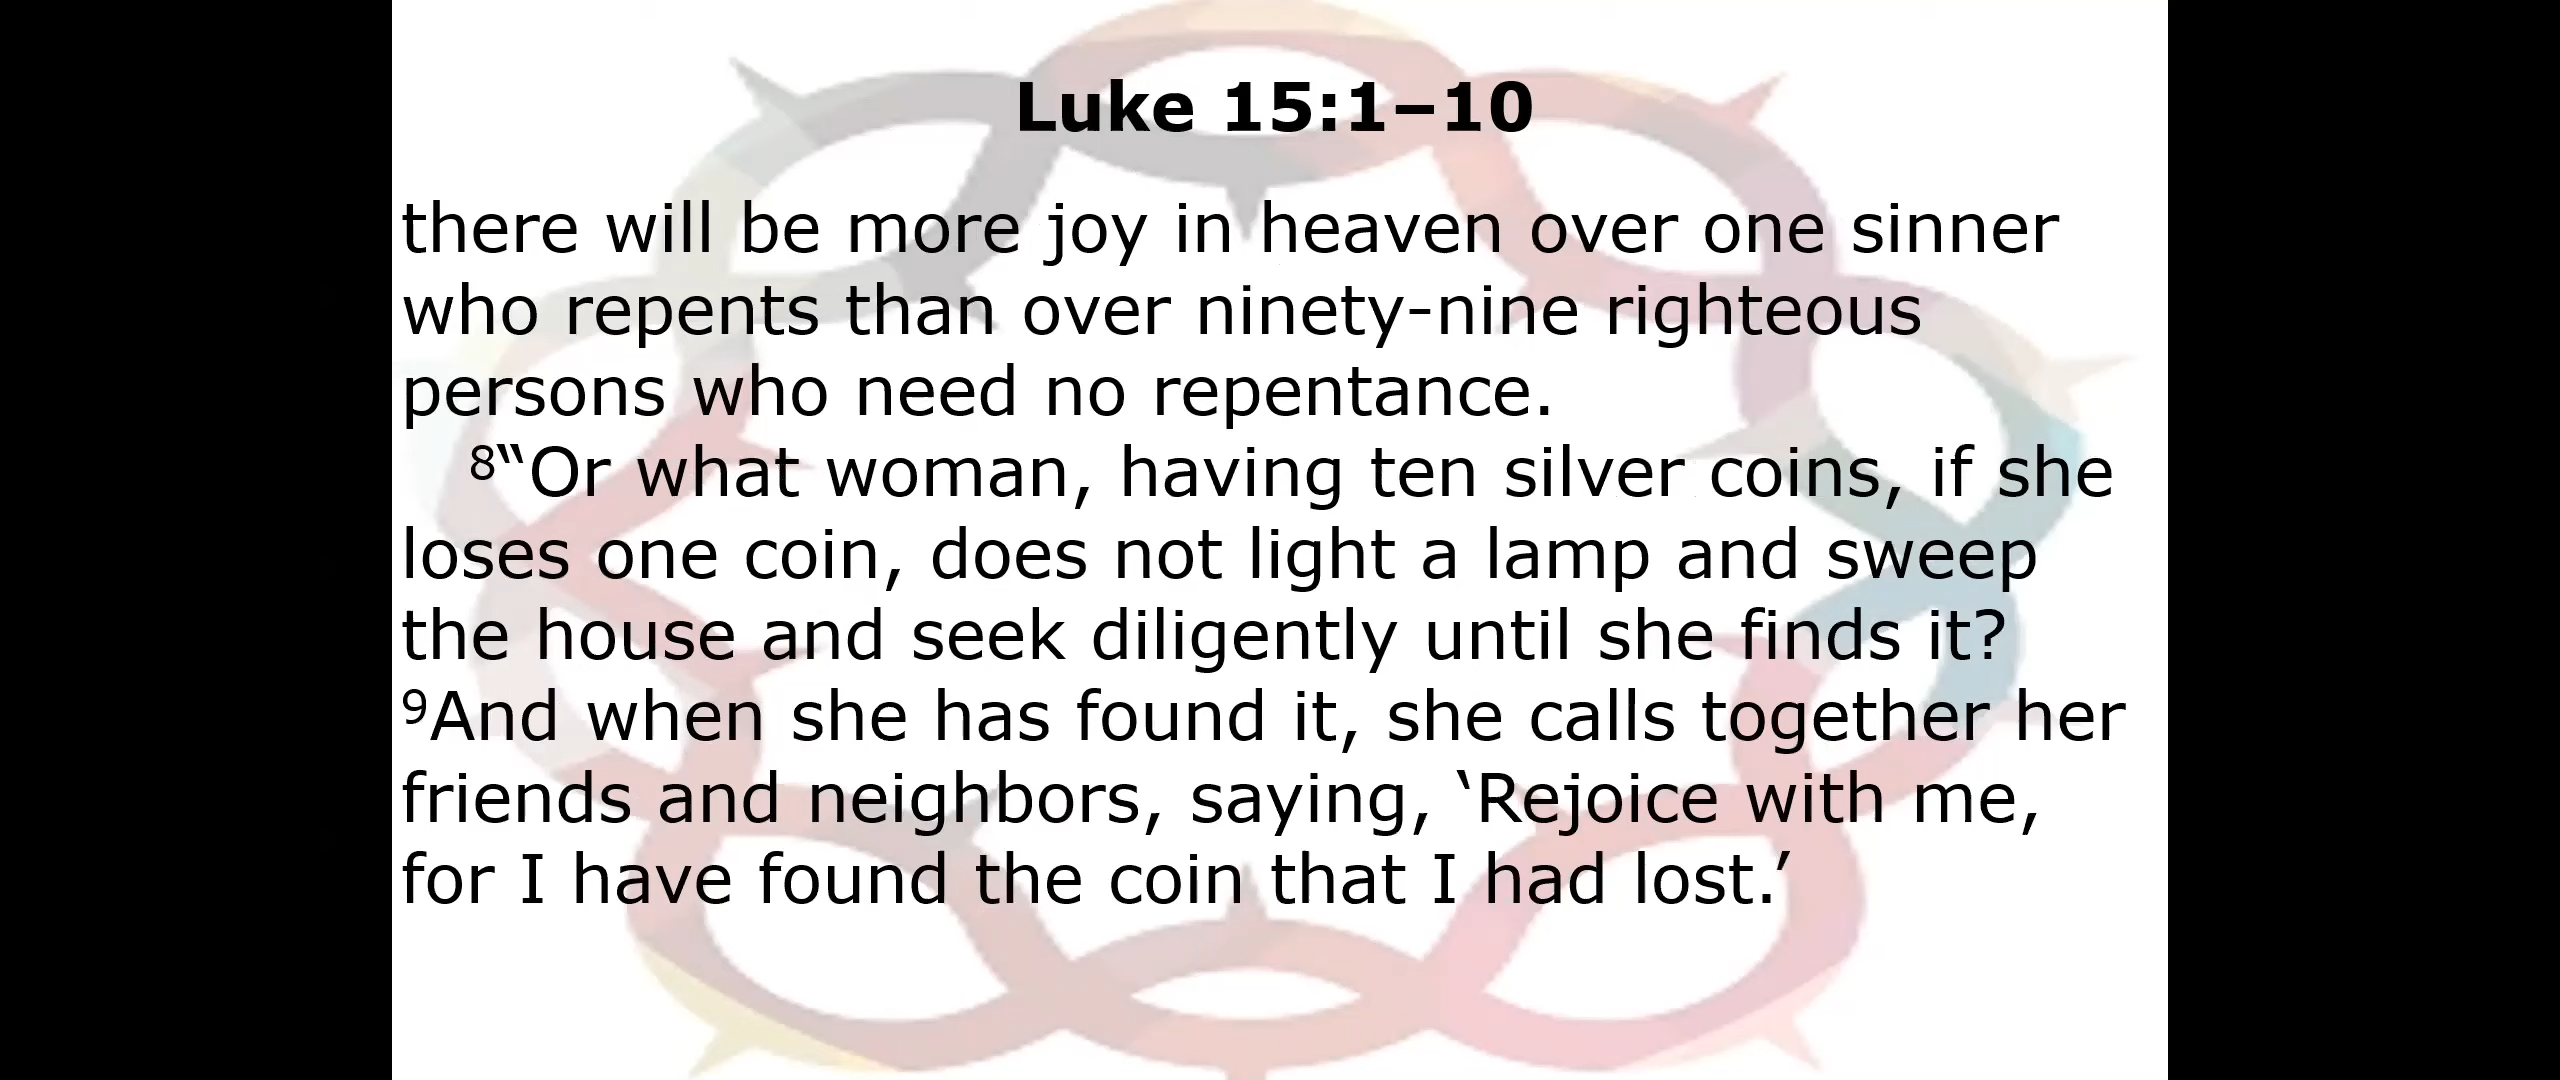 Luke 15:1–10
there will be more joy in heaven over one sinner
who repents than over ninety-nine righteous
persons who need no repentance.
⁸“Or what woman, having ten silver coins, if she
loses one coin, does not light a lamp and sweep
the house and seek diligently until she finds it?
⁹And when she has found it, she calls together her
friends and neighbors, saying, ‘Rejoice with me,
for I have found the coin that I had lost.’